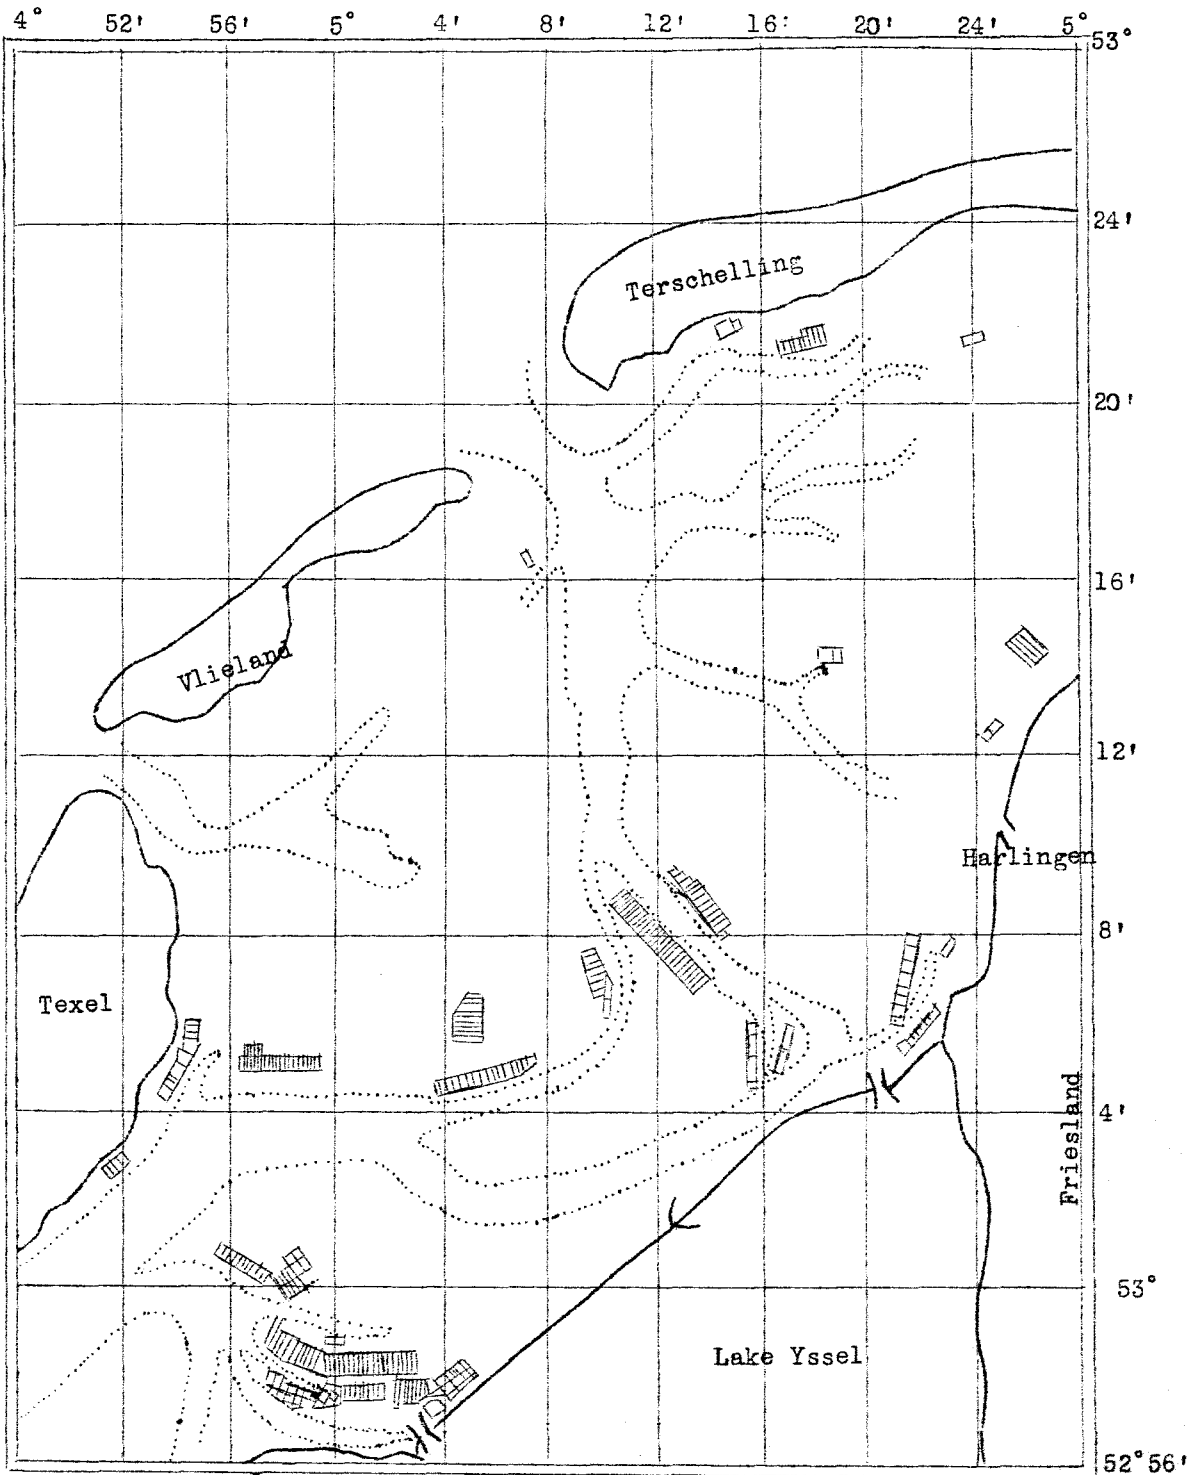 4° 52' 56' 5° 4' 8' 12' 16: 20' 24' 5°
53°
24'
Terschelling
20'
16'
Vlieland
12'
Harlingen
8'
Texel
4'
Friesland
53°
Lake Yssel
52°56'